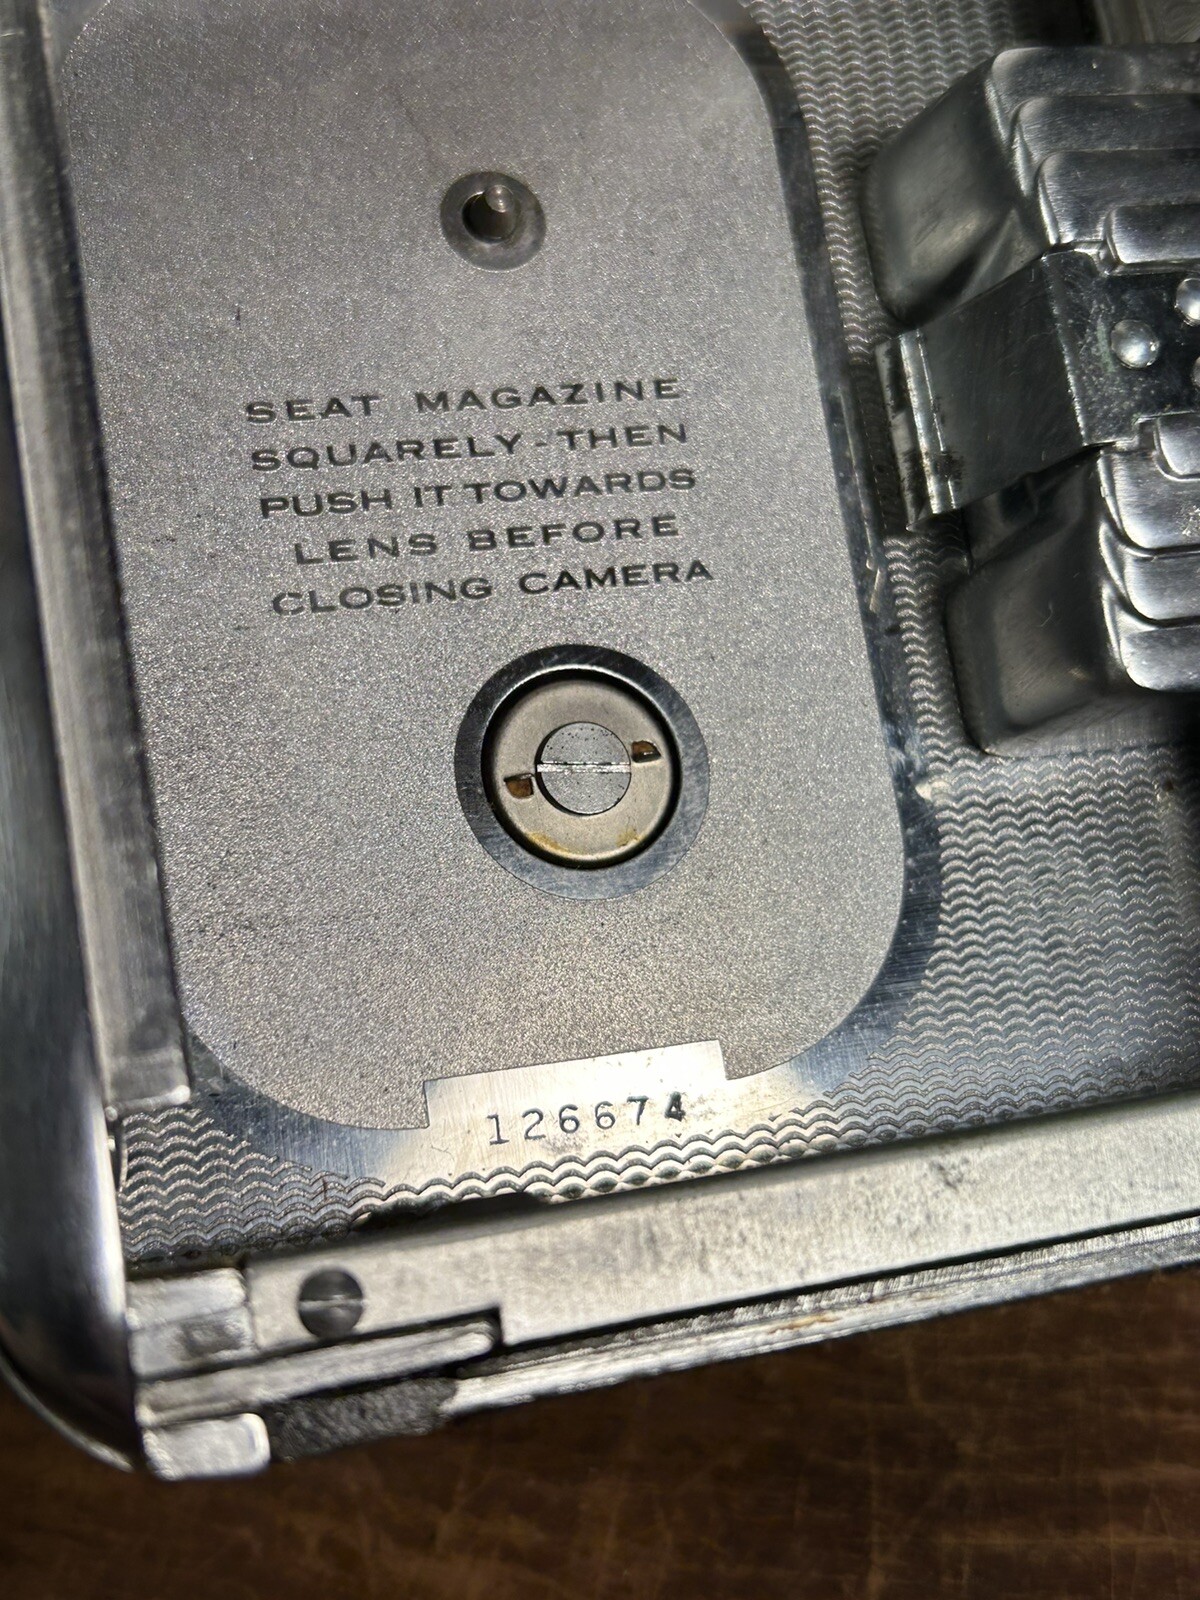 SEAT MAGAZINE
SQUARELY-THEN
PUSH IT TOWARDS
LENS BEFORE
CLOSING CAMERA
126674